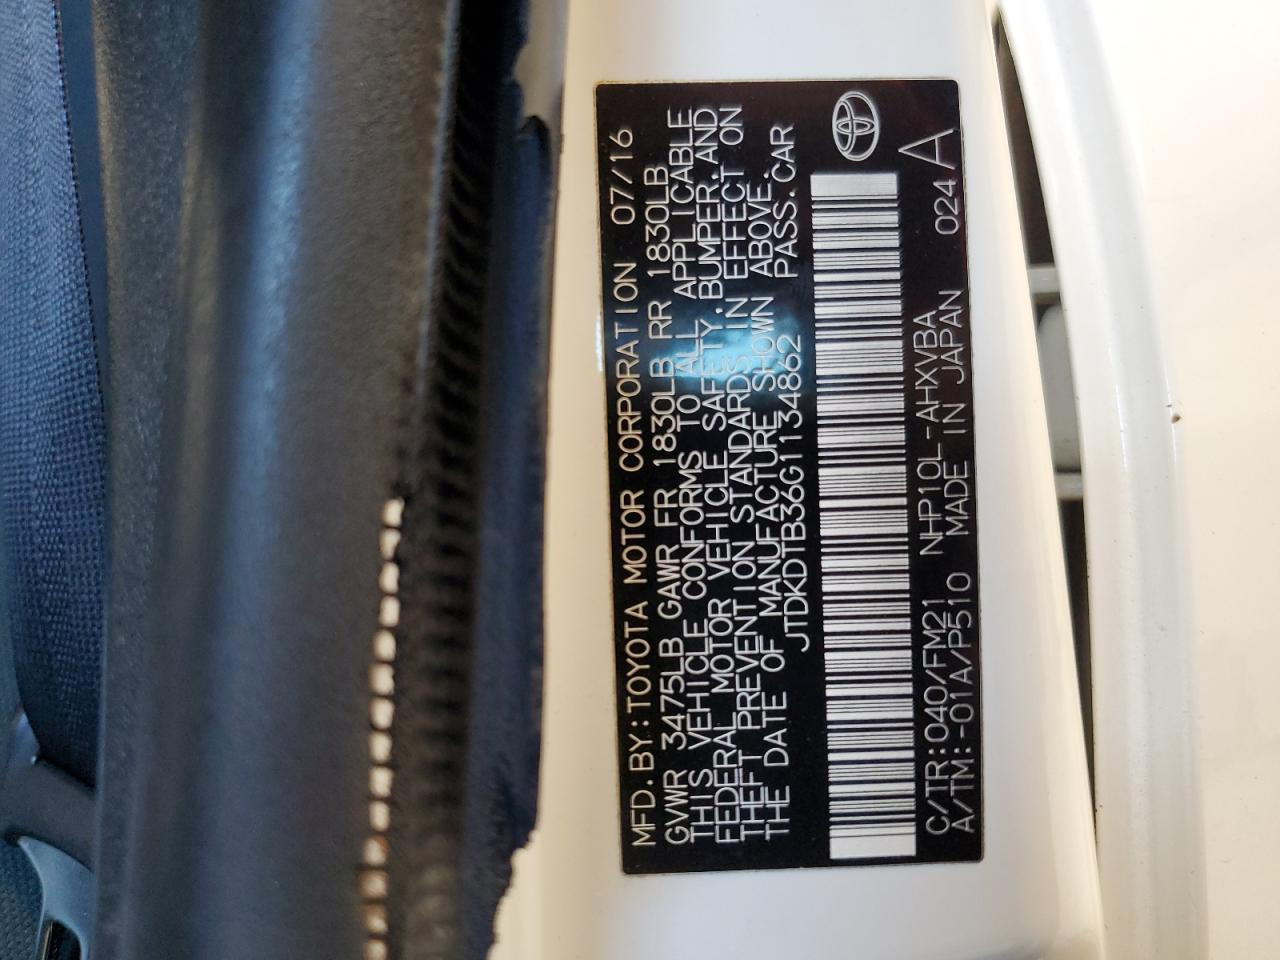 MFD. BY: TOYOTA MOTOR CORPORATION 07/16
GVWR 3475LB GAWR FR 1830LB RR 1830LB
THIS VEHICLE CONFORMS TO ALL APPLICABLE
FEDERAL MOTOR VEHICLE SAFETY, BUMPER, AND
THEFT PREVENTION STANDARDS IN EFFECT ON
THE DATE OF MANUFACTURE SHOWN ABOVE.
JTDKDTB36G1134862 PASS. CAR
C/TR:040/FM21 NHP10L-AHXVBA
A/TM:-01A/P510 MADE IN JAPAN 024 A